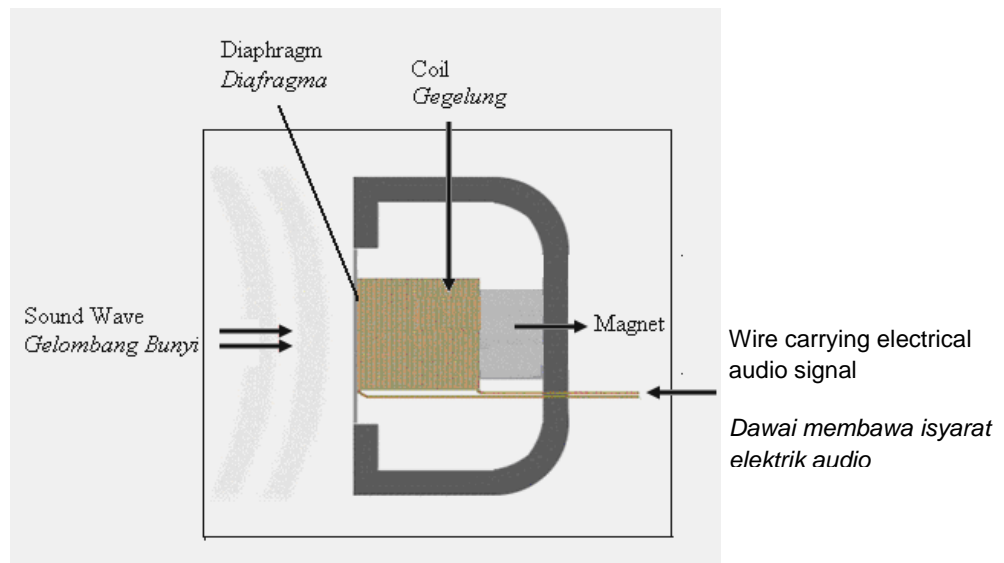 Diaphragm
Diafragma
Coil
Gegelung
Sound Wave
Gelombang Bunyi
Magnet
Wire carrying electrical
audio signal
Dawai membawa isyarat
elektrik audio